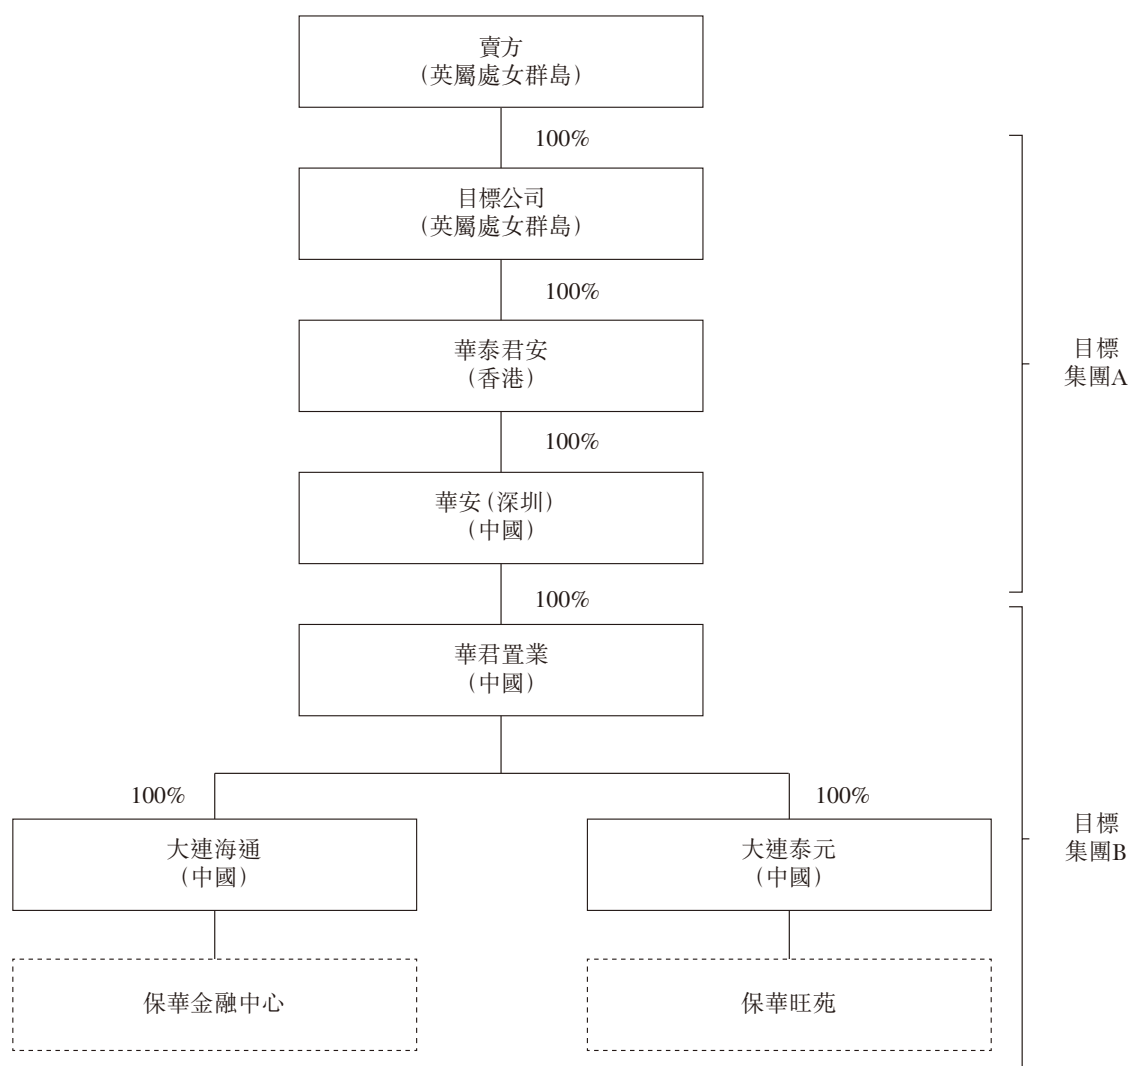 賣方
(英屬處女群島)
100%
目標公司
(英屬處女群島)
100%
華泰君安
(香港)
目標
集團A
100%
華安(深圳)
(中國)
100%
華君置業
(中國)
100%
100%
大連海通
(中國)
大連泰元
(中國)
目標
集團B
保華金融中心
保華旺苑